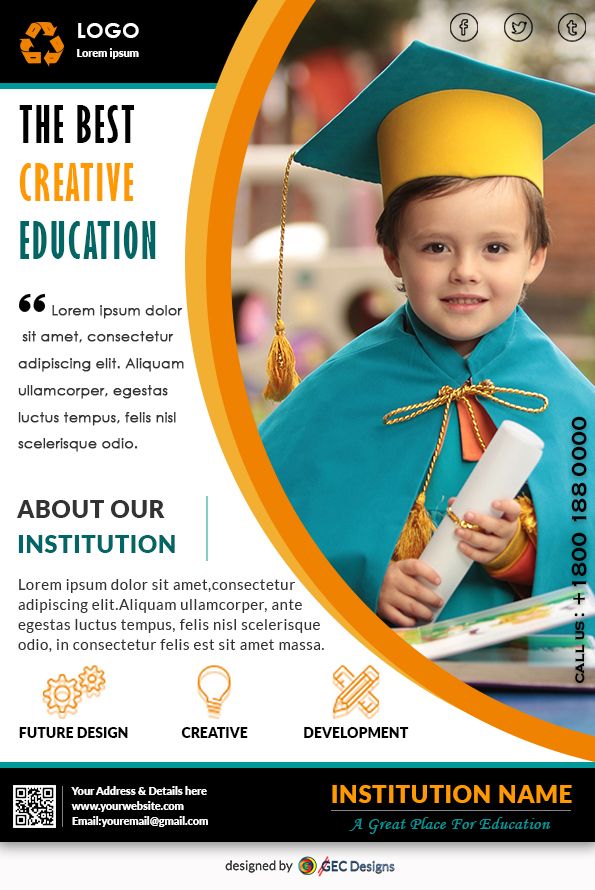 LOGO
Lorem ipsum
THE BEST
CREATIVE
EDUCATION
“ Lorem ipsum dolor
sit amet, consectetur
adipiscing elit. Aliquam
ullamcorper, egestas
luctus tempus, felis nisl
scelerisque odio.
ABOUT OUR
INSTITUTION
Lorem ipsum dolor sit amet,consectetur
adipiscing elit.Aliquam ullamcorper, ante
egestas luctus tempus, felis nisl scelerisque
odio, in consectetur felis est sit amet massa.
CALL US : +1800 188 0000
FUTURE DESIGN
CREATIVE
DEVELOPMENT
Your Address & Details here
www.yourwebsite.com
Email:youremail@gmail.com
INSTITUTION NAME
A Great Place For Education
designed by GEC Designs